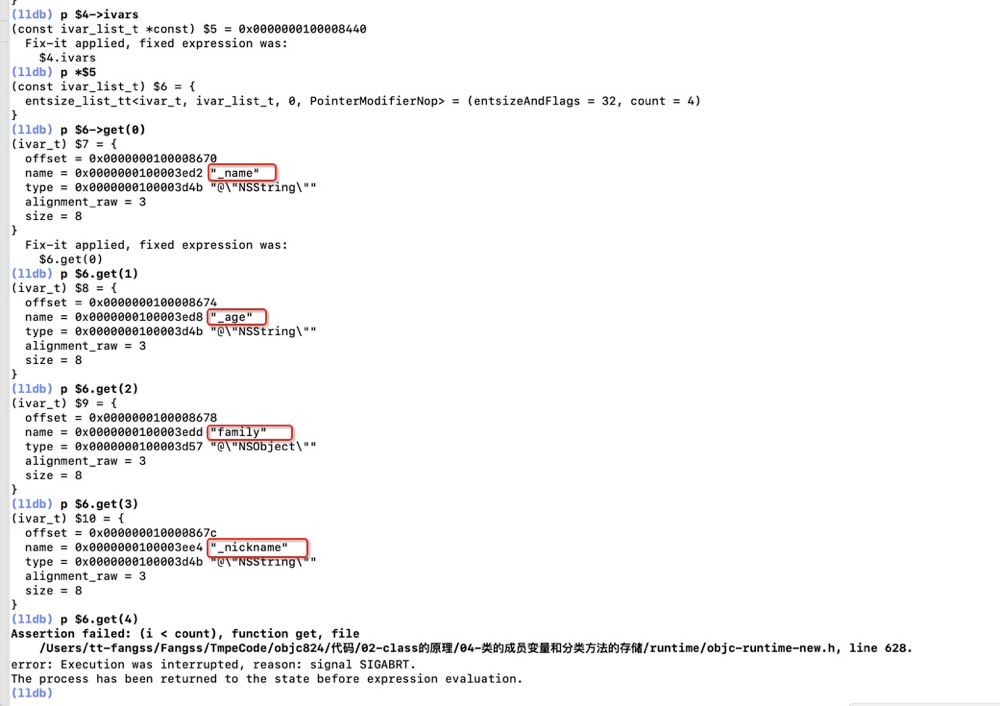 }
(lldb) p $4->ivars
(const ivar_list_t *const) $5 = 0x0000000100008440
  Fix-it applied, fixed expression was:
    $4.ivars
(lldb) p *$5
(const ivar_list_t) $6 = {
  entsize_list_tt<ivar_t, ivar_list_t, 0, PointerModifierNop> = (entsizeAndFlags = 32, count = 4)
}
(lldb) p $6->get(0)
(ivar_t) $7 = {
  offset = 0x0000000100008670
  name = 0x0000000100003ed2 "_name"
  type = 0x0000000100003d4b "@\"NSString\""
  alignment_raw = 3
  size = 8
}
  Fix-it applied, fixed expression was:
    $6.get(0)
(lldb) p $6.get(1)
(ivar_t) $8 = {
  offset = 0x0000000100008674
  name = 0x0000000100003ed8 "_age"
  type = 0x0000000100003d4b "@\"NSString\""
  alignment_raw = 3
  size = 8
}
(lldb) p $6.get(2)
(ivar_t) $9 = {
  offset = 0x0000000100008678
  name = 0x0000000100003edd "family"
  type = 0x0000000100003d57 "@\"NSObject\""
  alignment_raw = 3
  size = 8
}
(lldb) p $6.get(3)
(ivar_t) $10 = {
  offset = 0x000000010000867c
  name = 0x0000000100003ee4 "_nickname"
  type = 0x0000000100003d4b "@\"NSString\""
  alignment_raw = 3
  size = 8
}
(lldb) p $6.get(4)
Assertion failed: (i < count), function get, file
    /Users/tt-fangss/Fangss/TmpeCode/objc824/代码/02-class的原理/04-类的成员变量和分类方法的存储/runtime/objc-runtime-new.h, line 628.
error: Execution was interrupted, reason: signal SIGABRT.
The process has been returned to the state before expression evaluation.
(lldb)